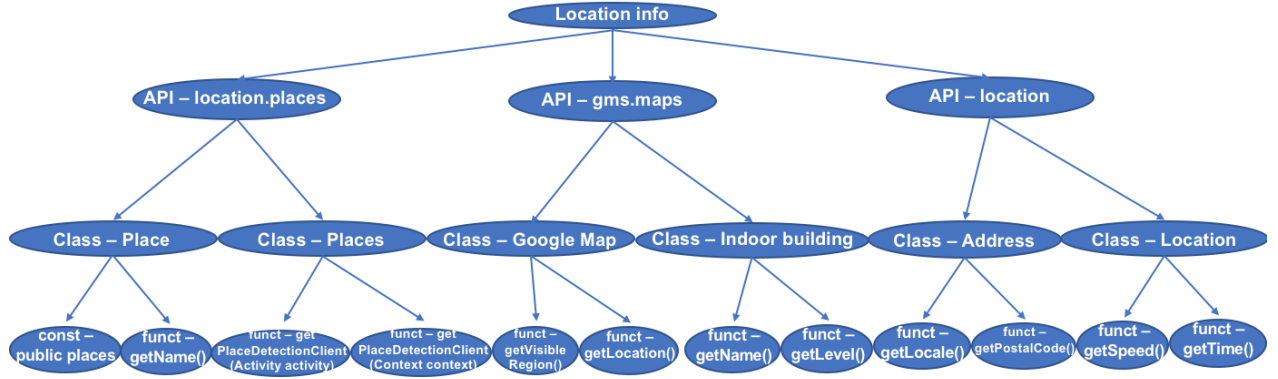 Location info
API – location.places
API – gms.maps
API – location
Class – Place
Class – Places
Class – Google Map
Class – Indoor building
Class – Address
Class – Location
const –
public places
funct –
getName()
funct – get
PlaceDetectionClient
(Activity activity)
funct – get
PlaceDetectionClient
(Context context)
funct –
getVisible
Region()
funct –
getLocation()
funct –
getName()
funct –
getLevel()
funct –
getLocale()
funct –
getPostalCode()
funct –
getSpeed()
funct –
getTime()